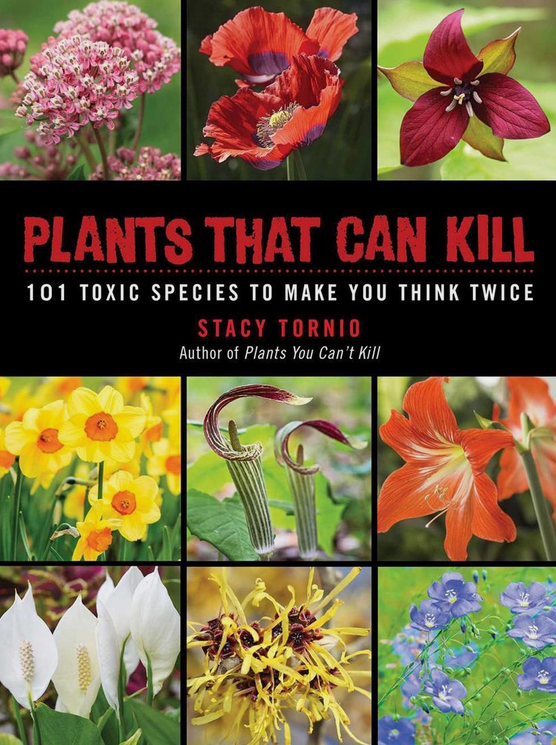 PLANTS THAT CAN KILL
101 TOXIC SPECIES TO MAKE YOU THINK TWICE
STACY TORNIO
Author of Plants You Can't Kill